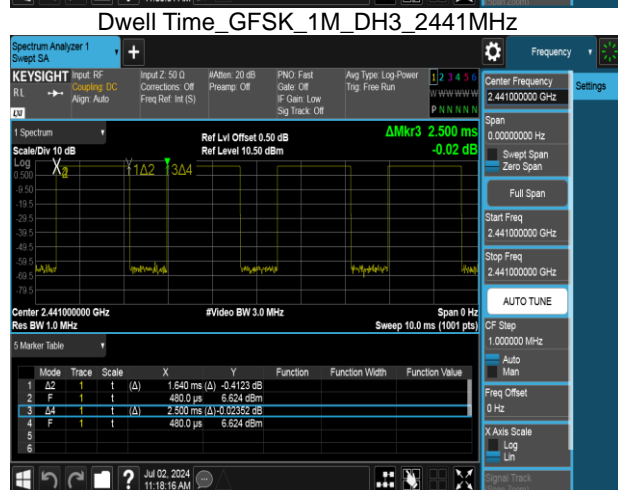 Dwell Time_GFSK_1M_DH3_2441MHz
Spectrum Analyzer 1
Swept SA
Frequency
KEYSIGHT
RL
LXI
Input: RF
Coupling: DC
Align: Auto
Input Z: 50 Ω
Corrections: Off
Freq Ref: Int (S)
#Atten: 20 dB
Preamp: Off
PNO: Fast
Gate: Off
IF Gain: Low
Sig Track: Off
Avg Type: Log-Power
Trig: Free Run
1 2 3 4 5 6
W W W W W W
P N N N N N
1 Spectrum
Scale/Div 10 dB
Log
Ref Lvl Offset 0.50 dB
Ref Level 10.50 dBm
ΔMkr3 2.500 ms
-0.02 dB
1Δ2
3Δ4
0.500
-9.50
-19.5
-29.5
-39.5
-49.5
-59.5
-69.5
-79.5
Center 2.441000000 GHz
#Video BW 3.0 MHz
Span 0 Hz
Res BW 1.0 MHz
Sweep 10.0 ms (1001 pts)
5 Marker Table
Mode Trace Scale X Y Function Function Width Function Value
1 Δ2 1 t (Δ) 1.640 ms (Δ) -0.4123 dB
2 F 1 t 480.0 µs 6.624 dBm
3 Δ4 1 t (Δ) 2.500 ms (Δ) -0.02352 dB
4 F 1 t 480.0 µs 6.624 dBm
5
6
Jul 02, 2024
11:18:16 AM
Settings
Center Frequency
2.441000000 GHz
Span
0.00000000 Hz
Swept Span
Zero Span
Full Span
Start Freq
2.441000000 GHz
Stop Freq
2.441000000 GHz
AUTO TUNE
CF Step
1.000000 MHz
Auto
Man
Freq Offset
0 Hz
X Axis Scale
Log
Lin
Signal Track